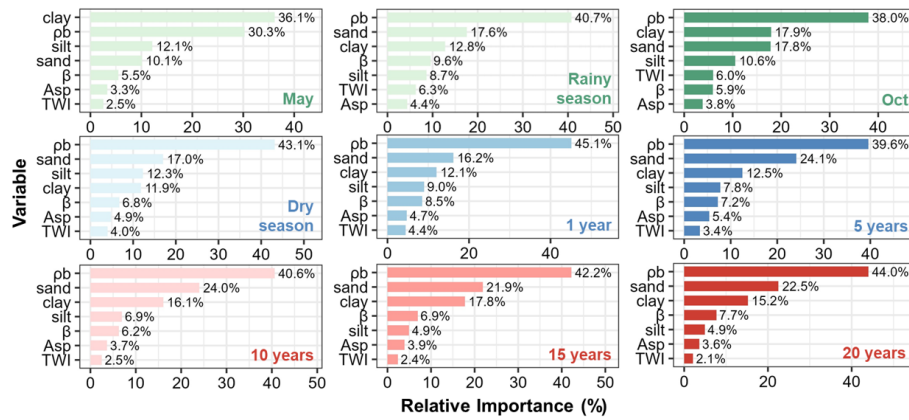 clay 36.1%
ρb 30.3%
silt 12.1%
sand 10.1%
β 5.5%
Asp 3.3%
TWI 2.5%
May
0 10 20 30 40
ρb 40.7%
sand 17.6%
clay 12.8%
β 9.6%
silt 8.7%
TWI 6.3%
Asp 4.4%
Rainy
season
0 10 20 30 40
ρb 38.0%
clay 17.9%
sand 17.8%
silt 10.6%
TWI 6.0%
β 5.9%
Asp 3.8%
Oct
0 10 20 30 40
Variable
ρb 43.1%
sand 17.0%
silt 12.3%
clay 11.9%
β 6.8%
Asp 4.9%
TWI 4.0%
Dry
season
0 10 20 30 40 50
ρb 45.1%
sand 16.2%
clay 12.1%
silt 9.0%
β 8.5%
Asp 4.7%
TWI 4.4%
1 year
0 20 40
ρb 39.6%
sand 24.1%
clay 12.5%
silt 7.8%
β 7.2%
Asp 5.4%
TWI 3.4%
5 years
0 10 20 30 40
ρb 40.6%
sand 24.0%
clay 16.1%
silt 6.9%
β 6.2%
Asp 3.7%
TWI 2.5%
10 years
0 10 20 30 40 50
ρb 42.2%
sand 21.9%
clay 17.8%
β 6.9%
silt 4.9%
Asp 3.9%
TWI 2.4%
15 years
0 10 20 30 40 50
ρb 44.0%
sand 22.5%
clay 15.2%
β 7.7%
silt 4.9%
Asp 3.6%
TWI 2.1%
20 years
0 20 40
Relative Importance (%)